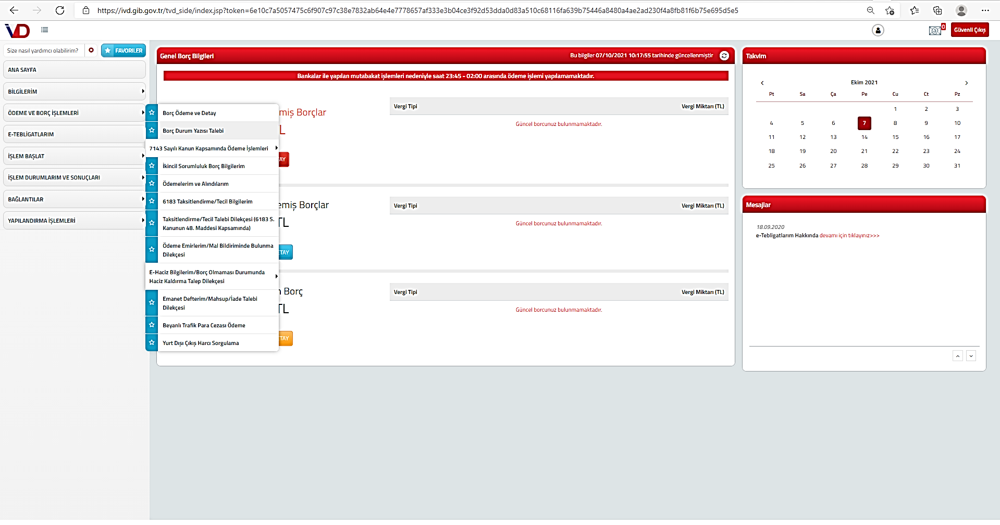 https://ivd.gib.gov.tr/tvd_side/index.jsp?token=6e10c7a5057475c6f907c97c38e7832ab64e4e7778657af333e3b04ce3f92d53dda0d83a510c68116fa639b75446a8480a4ae2ad230f4a8fb81f6b75e695d5e5
İVD
0
Güvenli Çıkış
Size nasıl yardımcı olabilirim?
FAVORİLER
ANA SAYFA
BİLGİLERİM
ÖDEME VE BORÇ İŞLEMLERİ
E-TEBLİGATLARIM
İŞLEM BAŞLAT
İŞLEM DURUMLARIM VE SONUÇLARI
BAĞLANTILAR
YAPILANDIRMA İŞLEMLERİ
Borç Ödeme ve Detay
Borç Durum Yazısı Talebi
7143 Sayılı Kanun Kapsamında Ödeme İşlemleri
İkincil Sorumluluk Borç Bilgilerim
Ödemelerim ve Alındılarım
6183 Taksitlendirme/Tecil Bilgilerim
Taksitlendirme/Tecil Talebi Dilekçesi (6183 S.
Kanunun 48. Maddesi Kapsamında)
Ödeme Emirlerim/Mal Bildiriminde Bulunma
Dilekçesi
E-Haciz Bilgilerim/Borç Olmaması Durumunda
Haciz Kaldırma Talep Dilekçesi
Emanet Defterim/Mahsup/İade Talebi
Dilekçesi
Beyanlı Trafik Para Cezası Ödeme
Yurt Dışı Çıkış Harcı Sorgulama
Genel Borç Bilgileri
Bu bilgiler 07/10/2021 10:17:55 tarihinde güncellenmiştir
Bankalar ile yapılan mutabakat işlemleri nedeniyle saat 23:45 - 02:00 arasında ödeme işlemi yapılamamaktadır.
miş Borçlar
TL
TAY
Vergi Tipi
Vergi Miktarı (TL)
Güncel borcunuz bulunmamaktadır.
emiş Borçlar
TL
TAY
Vergi Tipi
Vergi Miktarı (TL)
Güncel borcunuz bulunmamaktadır.
Borç
TL
TAY
Vergi Tipi
Vergi Miktarı (TL)
Güncel borcunuz bulunmamaktadır.
Takvim
Ekim 2021
Pt Sa Ça Pe Cu Ct Pz
1 2 3
4 5 6 7 8 9 10
11 12 13 14 15 16 17
18 19 20 21 22 23 24
25 26 27 28 29 30 31
Mesajlar
18.09.2020
e-Tebligatlarım Hakkında devamı için tıklayınız>>>